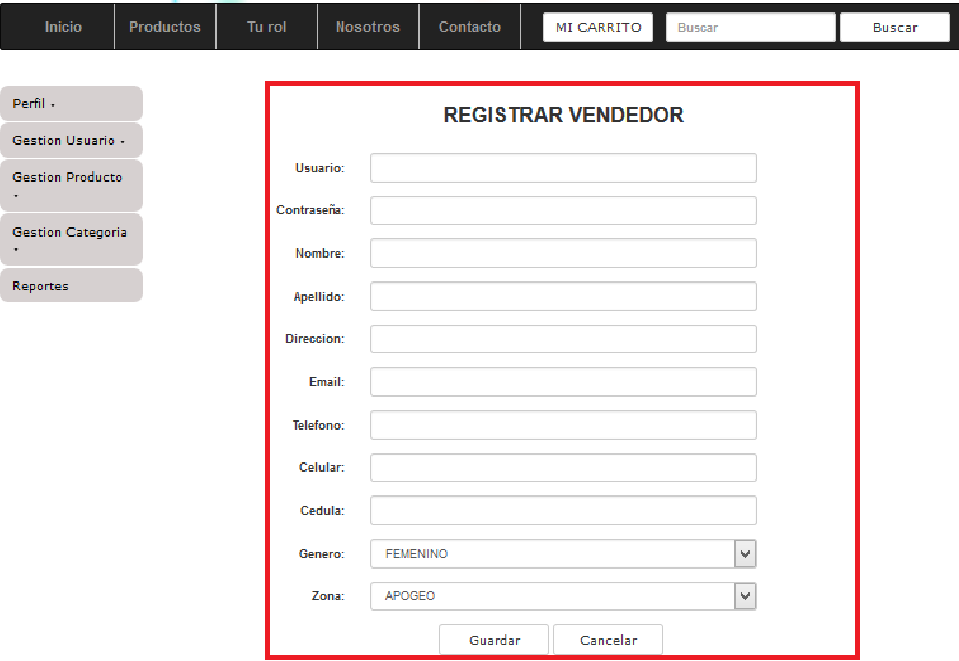 Inicio Productos Tu rol Nosotros Contacto MI CARRITO Buscar Buscar
Perfil
Gestion Usuario
Gestion Producto
Gestion Categoria
Reportes
REGISTRAR VENDEDOR
Usuario:
Contraseña:
Nombre:
Apellido:
Direccion:
Email:
Telefono:
Celular:
Cedula:
Genero: FEMENINO
Zona: APOGEO
Guardar Cancelar